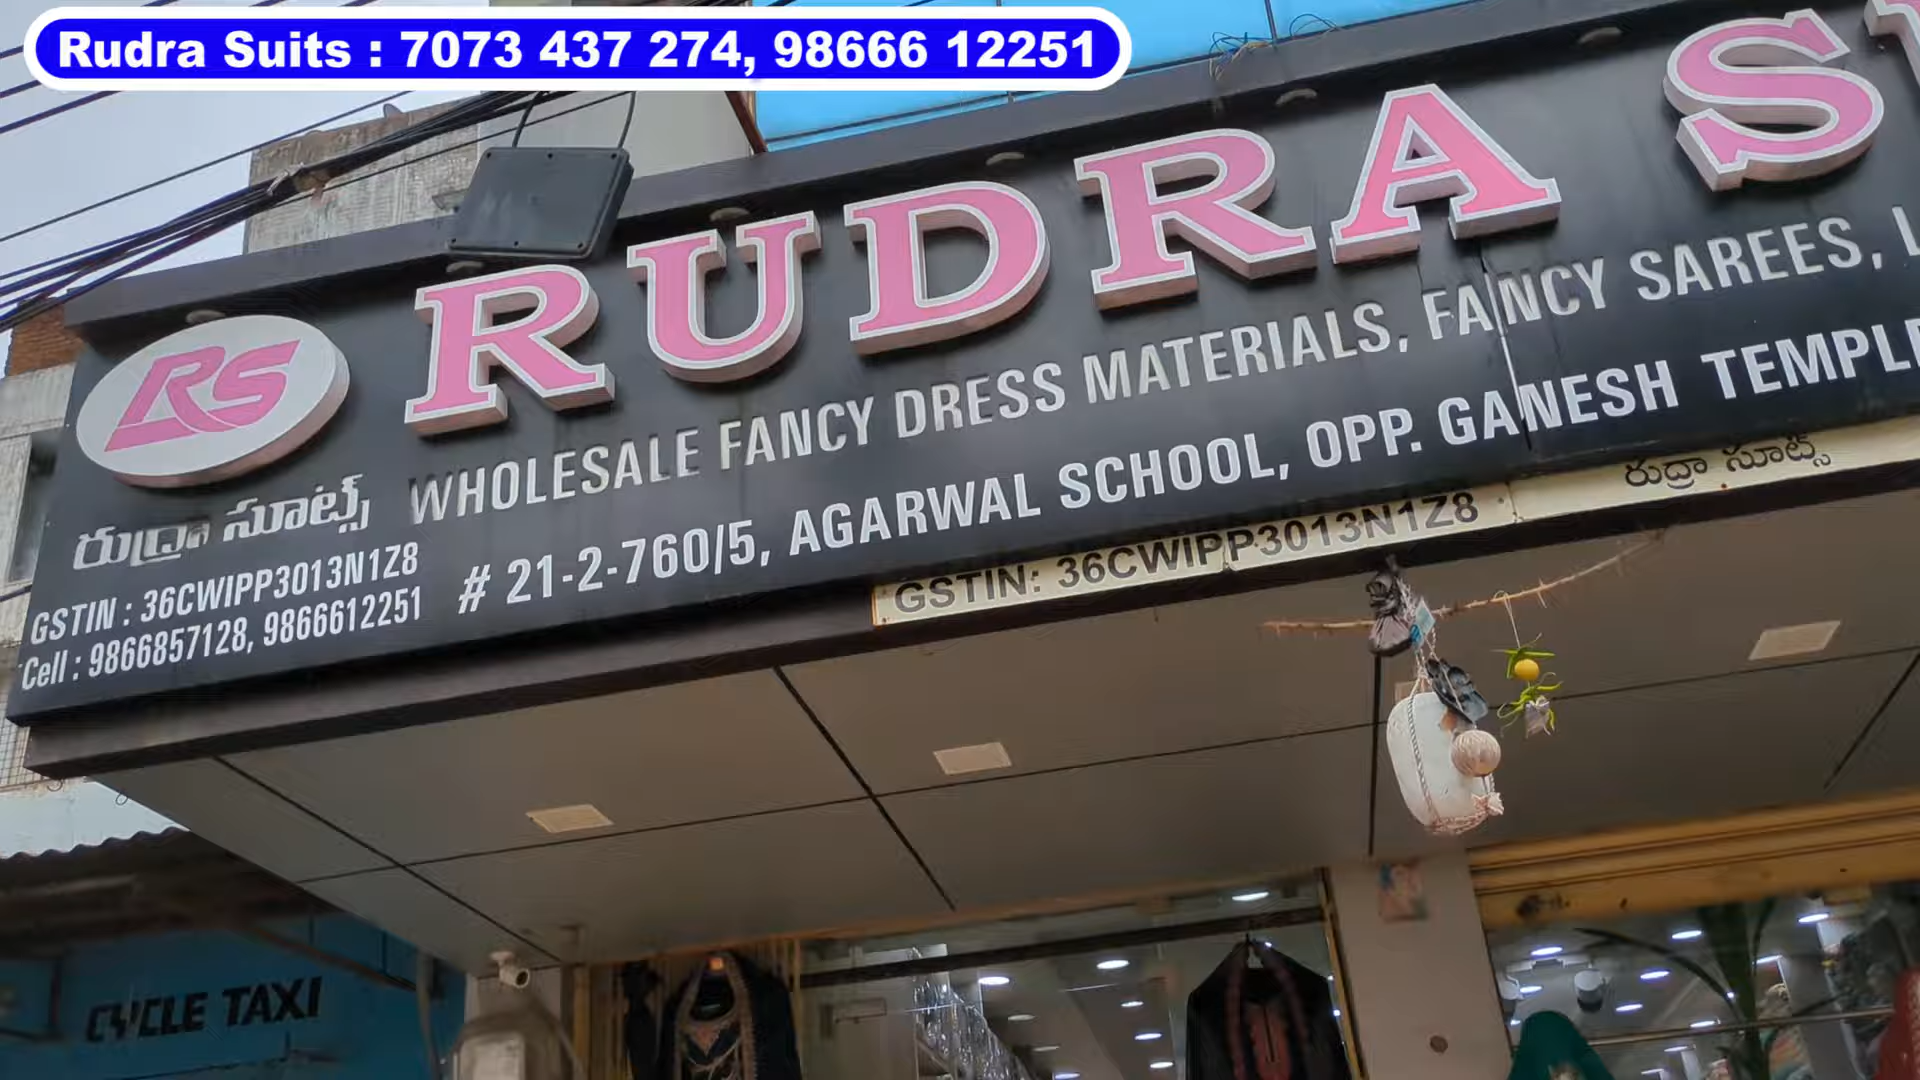 Rudra Suits : 7073 437 274, 98666 12251
RS RUDRA S
రుద్రా సూట్స్ WHOLESALE FANCY DRESS MATERIALS, FANCY SAREES, L
GSTIN : 36CWIPP3013N1Z8
Cell : 9866857128, 9866612251
# 21-2-760/5, AGARWAL SCHOOL, OPP. GANESH TEMPLE
GSTIN: 36CWIPP3013N1Z8 రుద్రా సూట్స్
CYCLE TAXI